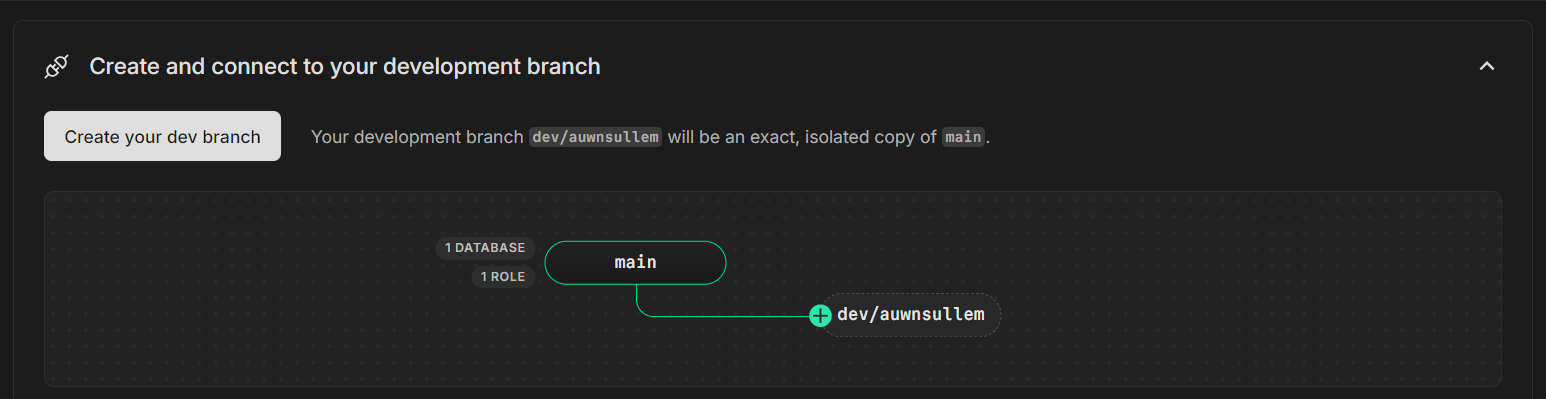 Create and connect to your development branch
Create your dev branch
Your development branch dev/auwnsullem will be an exact, isolated copy of main.
1 DATABASE
1 ROLE
main
dev/auwnsullem